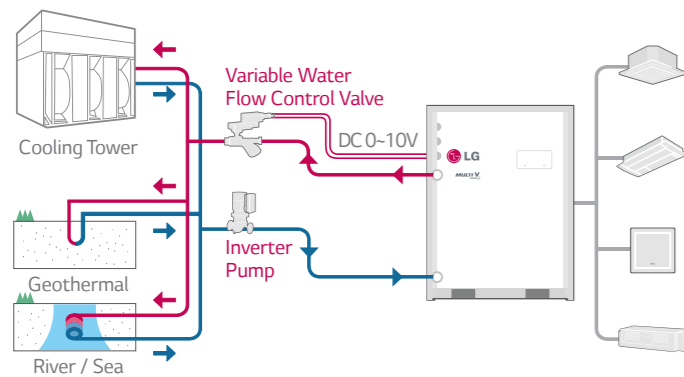 Variable Water
Flow Control Valve
Cooling Tower
DC 0~10V
LG
MULTI V
Inverter
Pump
Geothermal
River / Sea